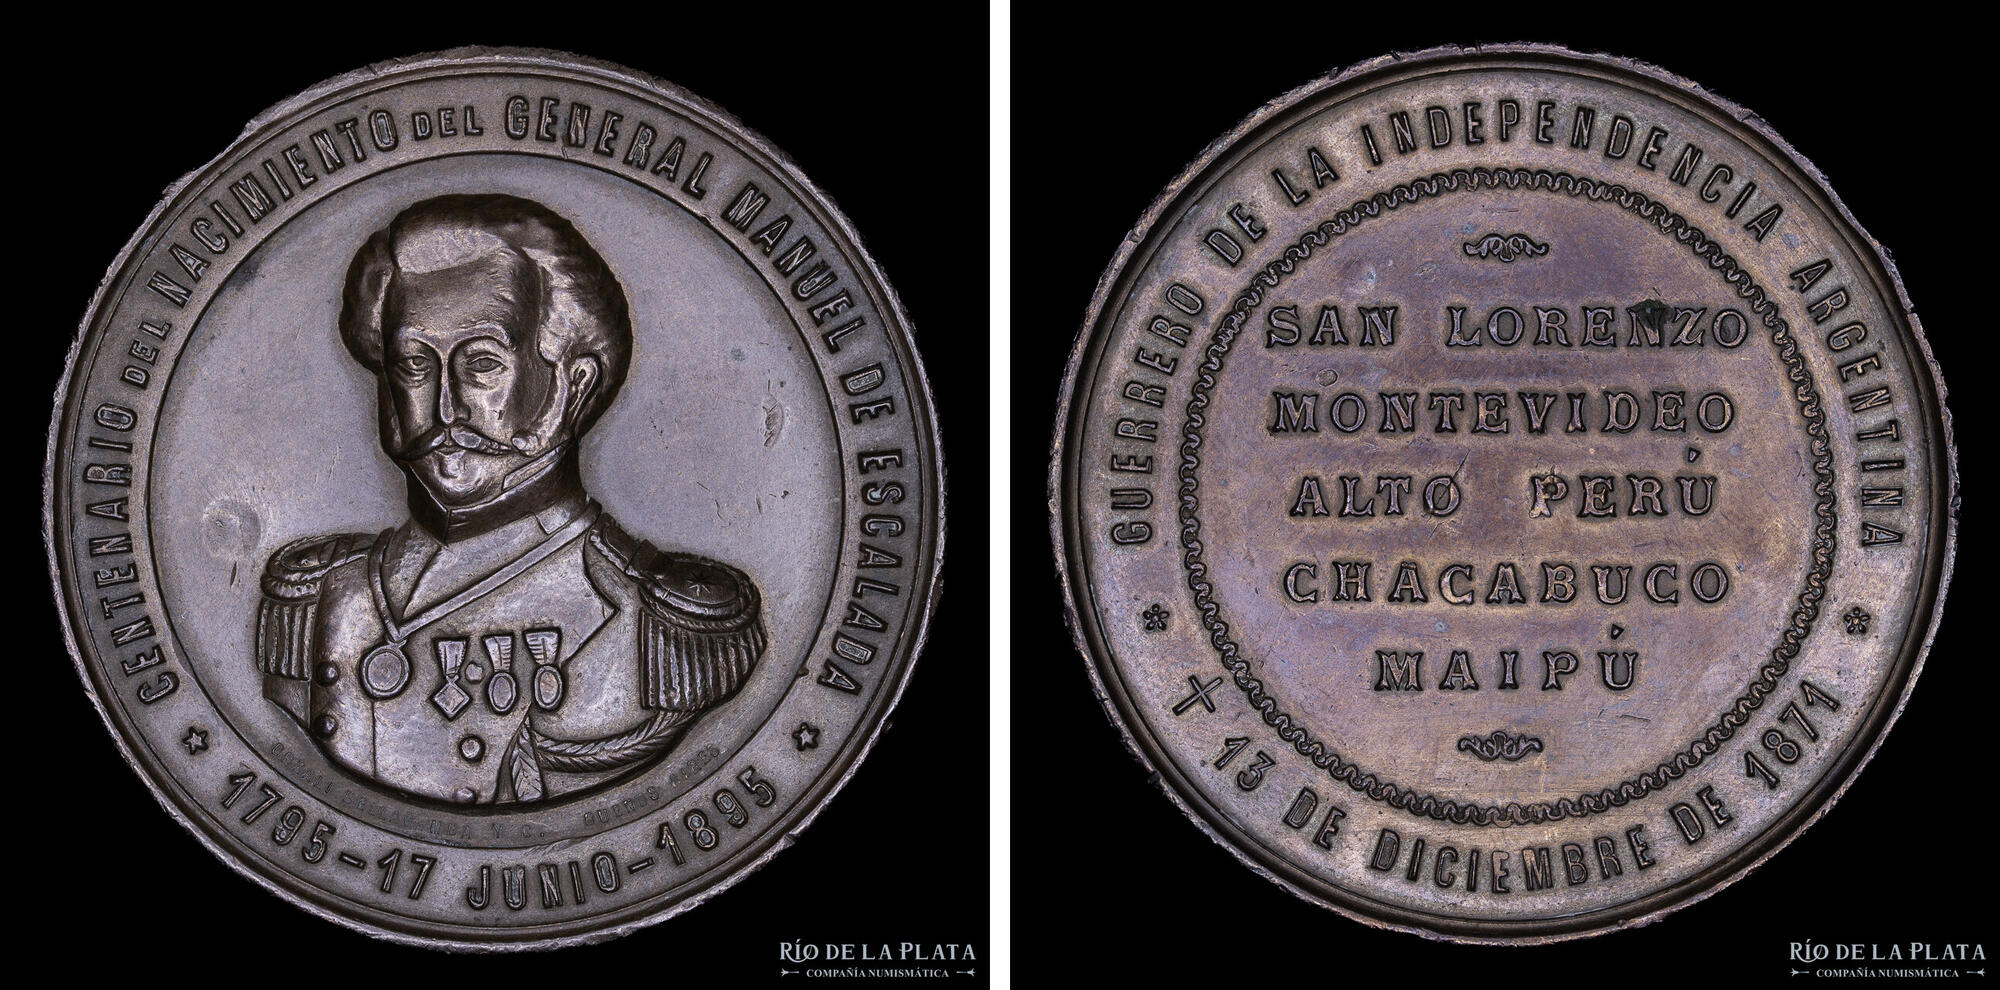 CENTENARIO DEL NACIMIENTO DEL GENERAL MANUEL DE ESCALADA
1795-17 JUNIO-1895
RÍO DE LA PLATA
COMPAÑÍA NUMISMÁTICA
GUERRERO DE LA INDEPENDENCIA ARGENTINA
SAN LORENZO
MONTEVIDEO
ALTO PERÚ
CHACABUCO
MAIPÚ
13 DE DICIEMBRE DE 1871
RÍO DE LA PLATA
COMPAÑÍA NUMISMÁTICA